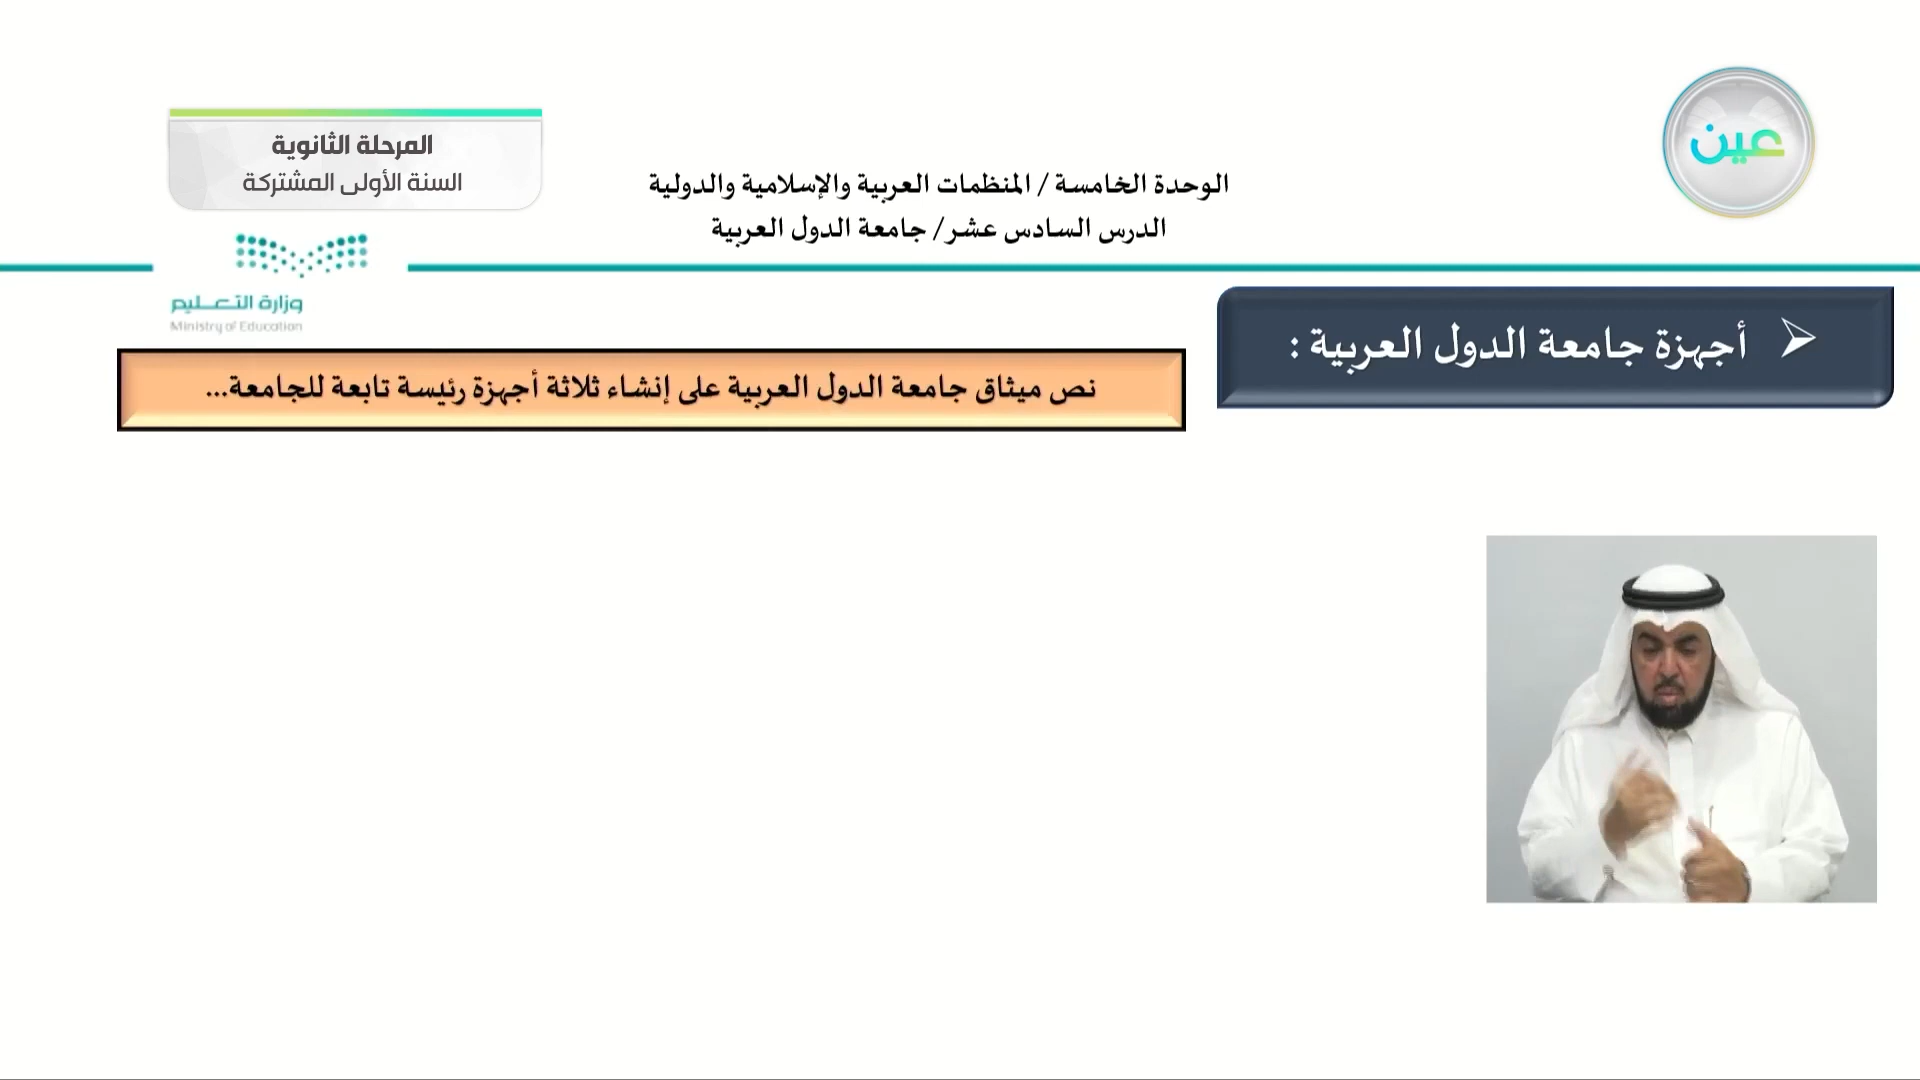 عين
المرحلة الثانوية
السنة الأولى المشتركة
الوحدة الخامسة / المنظمات العربية والإسلامية والدولية
الدرس السادس عشر/ جامعة الدول العربية
وزارة التعليم
Ministry of Education
أجهزة جامعة الدول العربية :
نص ميثاق جامعة الدول العربية على إنشاء ثلاثة أجهزة رئيسة تابعة للجامعة...